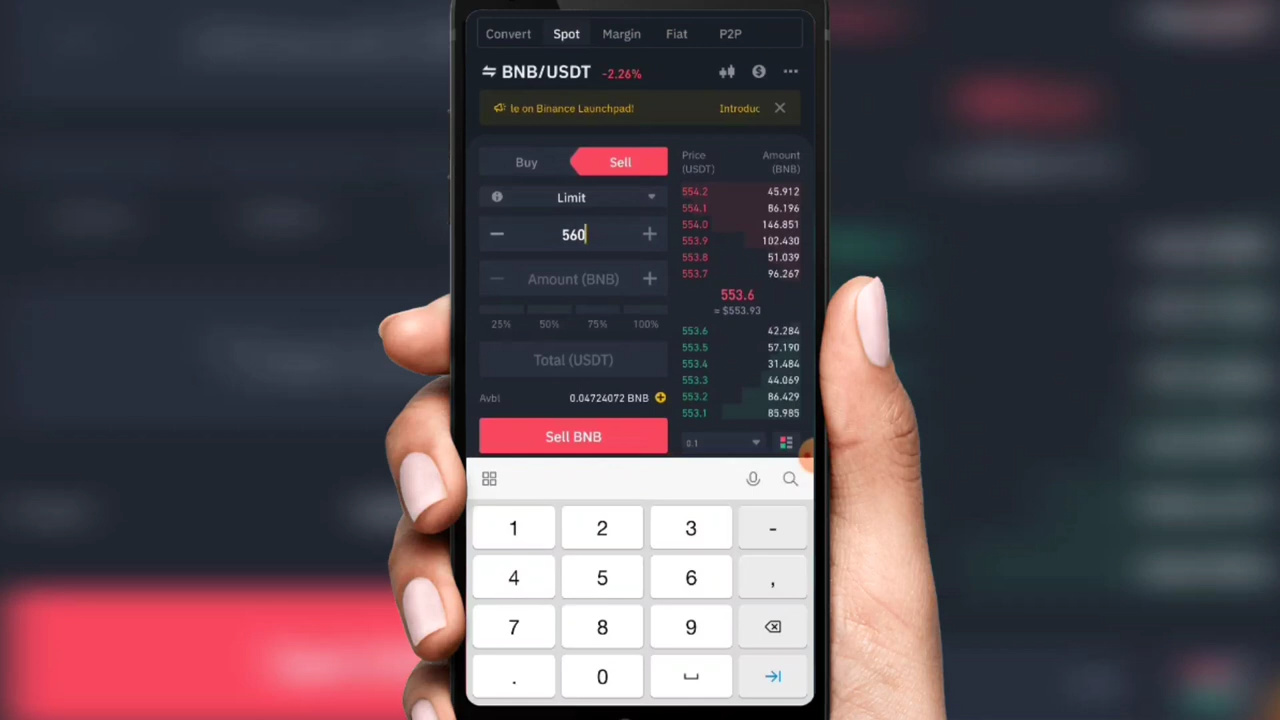 Convert Spot Margin Fiat P2P
BNB/USDT -2.26%
le on Binance Launchpad! Introduc
Buy Sell
Limit
560
Amount (BNB)
25% 50% 75% 100%
Total (USDT)
Avbl 0.04724072 BNB
Sell BNB
Price Amount
(USDT) (BNB)
554.2 45.912
554.1 86.196
554.0 146.851
553.9 102.430
553.8 51.039
553.7 96.267
553.6
≈ $553.93
553.6 42.284
553.5 57.190
553.4 31.484
553.3 44.069
553.2 86.429
553.1 85.985
0.1
1 2 3 -
4 5 6 ,
7 8 9
. 0